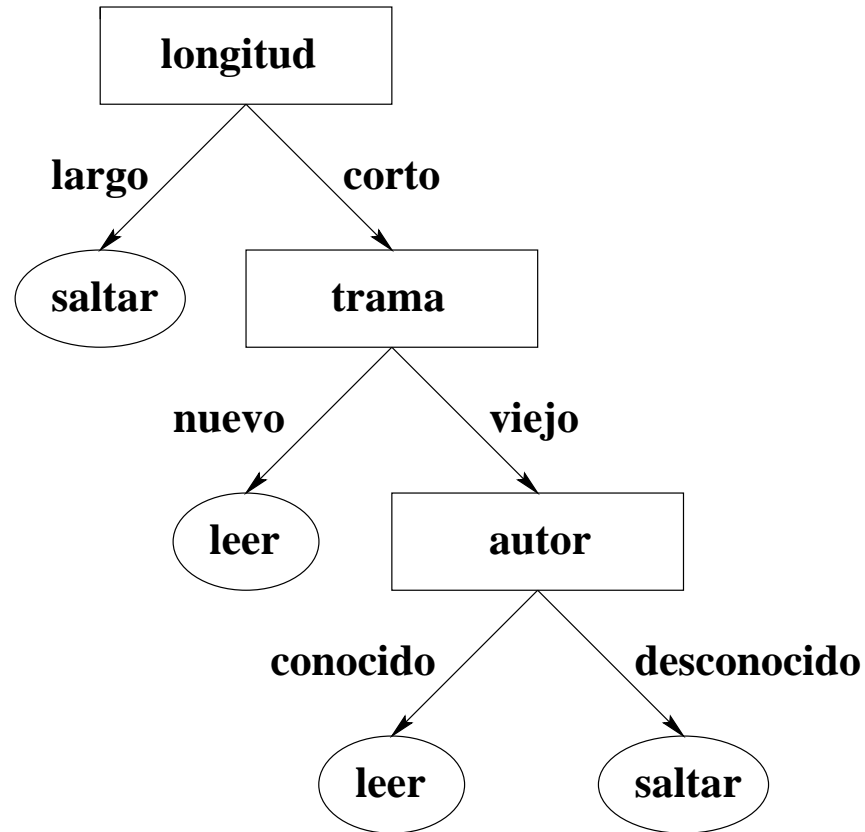 longitud
largo corto
saltar trama
nuevo viejo
leer autor
conocido desconocido
leer saltar